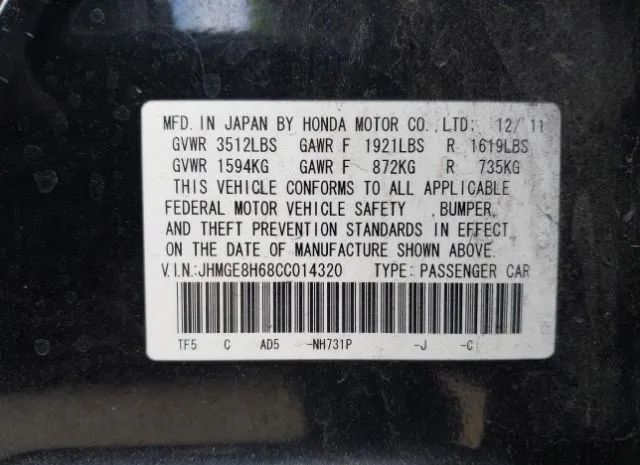 MFD. IN JAPAN BY HONDA MOTOR CO., LTD: 12/11
GVWR 3512LBS GAWR F 1921LBS R 1619LBS
GVWR 1594KG GAWR F 872KG R 735KG
THIS VEHICLE CONFORMS TO ALL APPLICABLE
FEDERAL MOTOR VEHICLE SAFETY , BUMPER,
AND THEFT PREVENTION STANDARDS IN EFFECT
ON THE DATE OF MANUFACTURE SHOWN ABOVE.
V.I.N.:JHMGE8H68CC014320 TYPE: PASSENGER CAR
TF5 C AD5 -NH731P -J -C